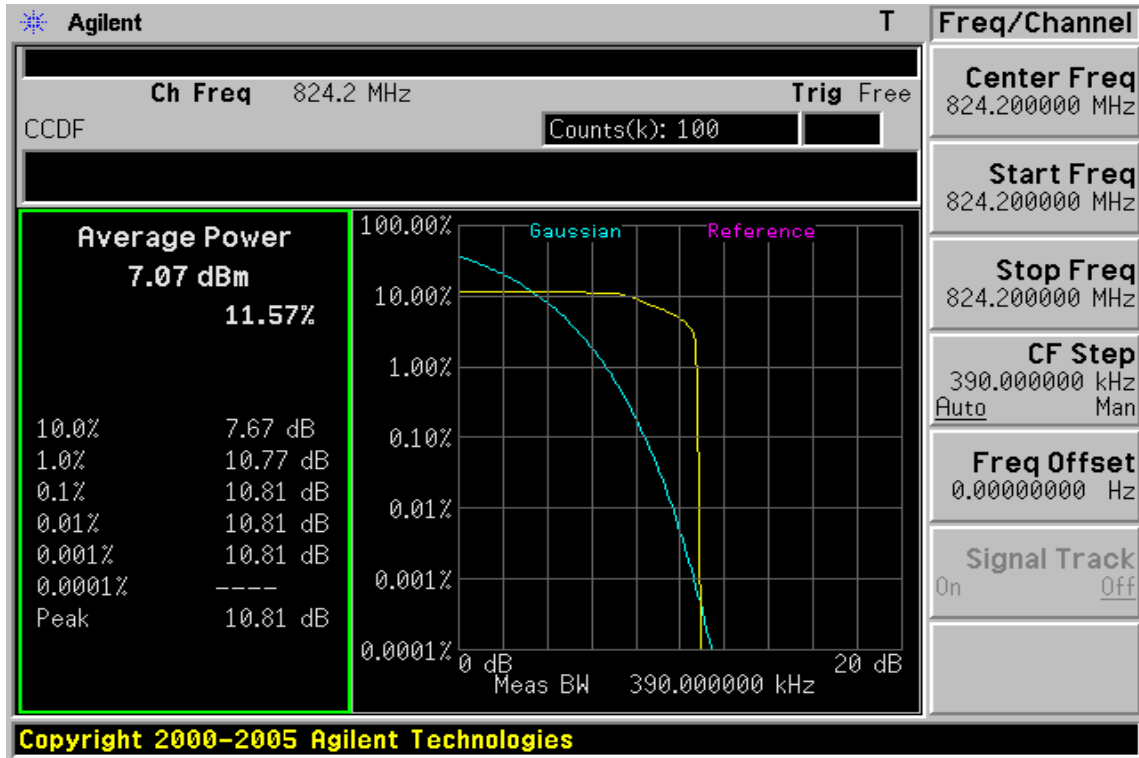 Agilent T
Ch Freq 824.2 MHz Trig Free
CCDF Counts(k): 100
Average Power
7.07 dBm
11.57%
10.0% 7.67 dB
1.0% 10.77 dB
0.1% 10.81 dB
0.01% 10.81 dB
0.001% 10.81 dB
0.0001% ----
Peak 10.81 dB
Gaussian Reference
100.00%
10.00%
1.00%
0.10%
0.01%
0.001%
0.0001%
0 dB 20 dB
Meas BW 390.000000 kHz
Freq/Channel
Center Freq
824.200000 MHz
Start Freq
824.200000 MHz
Stop Freq
824.200000 MHz
CF Step
390.000000 kHz
Auto Man
Freq Offset
0.00000000 Hz
Signal Track
On Off
Copyright 2000-2005 Agilent Technologies